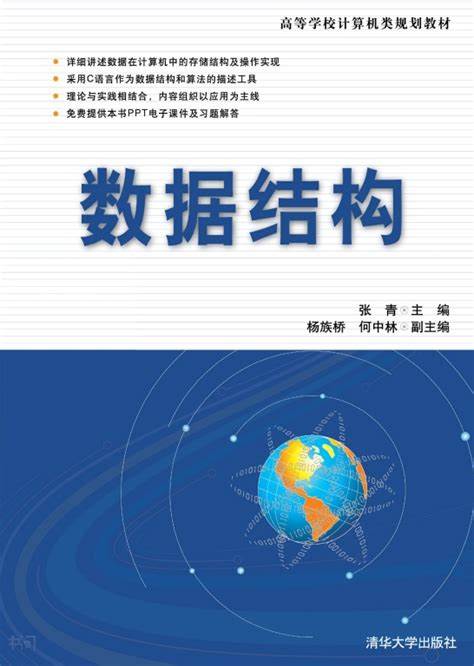 高等学校计算机类规划教材
详细讲述数据在计算机中的存储结构及操作实现
采用C语言作为数据结构和算法的描述工具
理论与实践相结合，内容组织以应用为主线
免费提供本书PPT电子课件及习题解答
数据结构
张 青 主 编
杨族桥 何中林 副主编
清华大学出版社